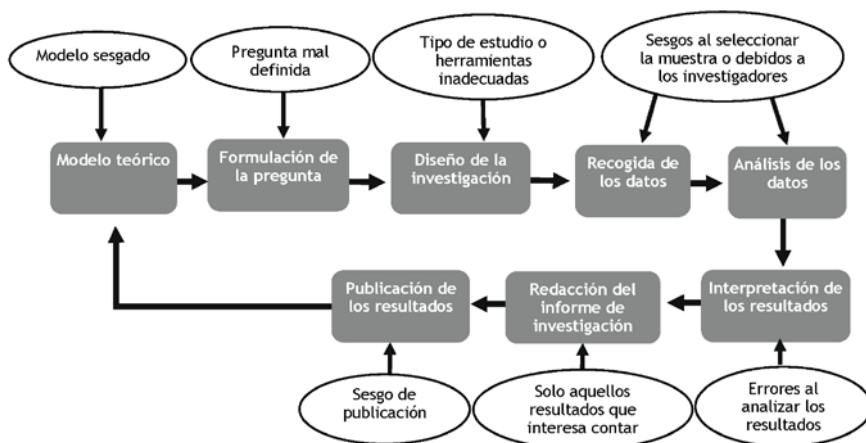 Modelo sesgado
Pregunta mal
definida
Tipo de estudio o
herramientas
inadecuadas
Sesgos al seleccionar
la muestra o debidos a
los investigadores
Modelo teórico
Formulación de
la pregunta
Diseño de la
investigación
Recogida de
los datos
Análisis de los
datos
Publicación de
los resultados
Redacción del
informe de
investigación
Interpretación de
los resultados
Sesgo de
publicación
Solo aquellos
resultados que
interesa contar
Errores al
analizar los
resultados